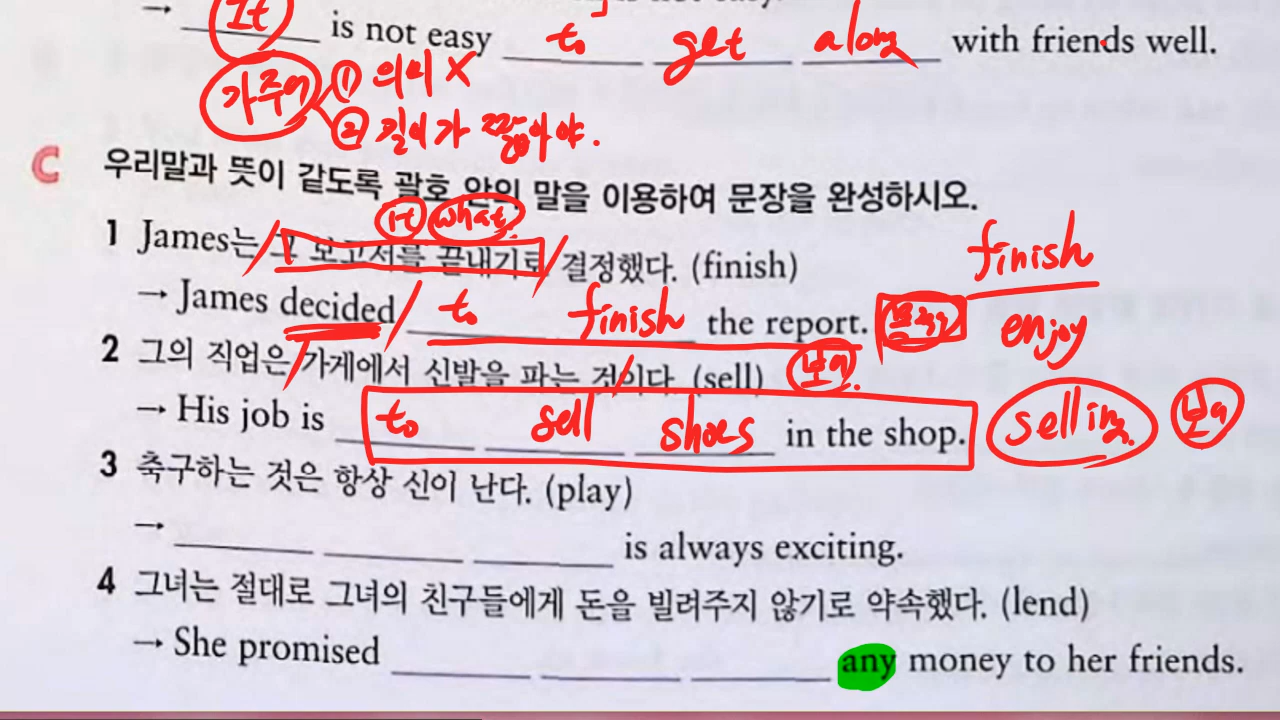 → It is not easy to get along with friends well.
가주어 ① 의미 X
② 길이가 짧아야.
C 우리말과 뜻이 같도록 괄호 안의 말을 이용하여 문장을 완성하시오.
It what
1 James는 / 그 보고서를 끝내기로 / 결정했다. (finish)
→ James decided / to finish the report.
finish
enjoy
2 그의 직업은 / 가게에서 신발을 파는 것 / 이다. (sell) 보어.
→ His job is to sell shoes in the shop. selling. 보어
3 축구하는 것은 항상 신이 난다. (play)
→ ______ ______ ______ is always exciting.
4 그녀는 절대로 그녀의 친구들에게 돈을 빌려주지 않기로 약속했다. (lend)
→ She promised ______ ______ ______ any money to her friends.